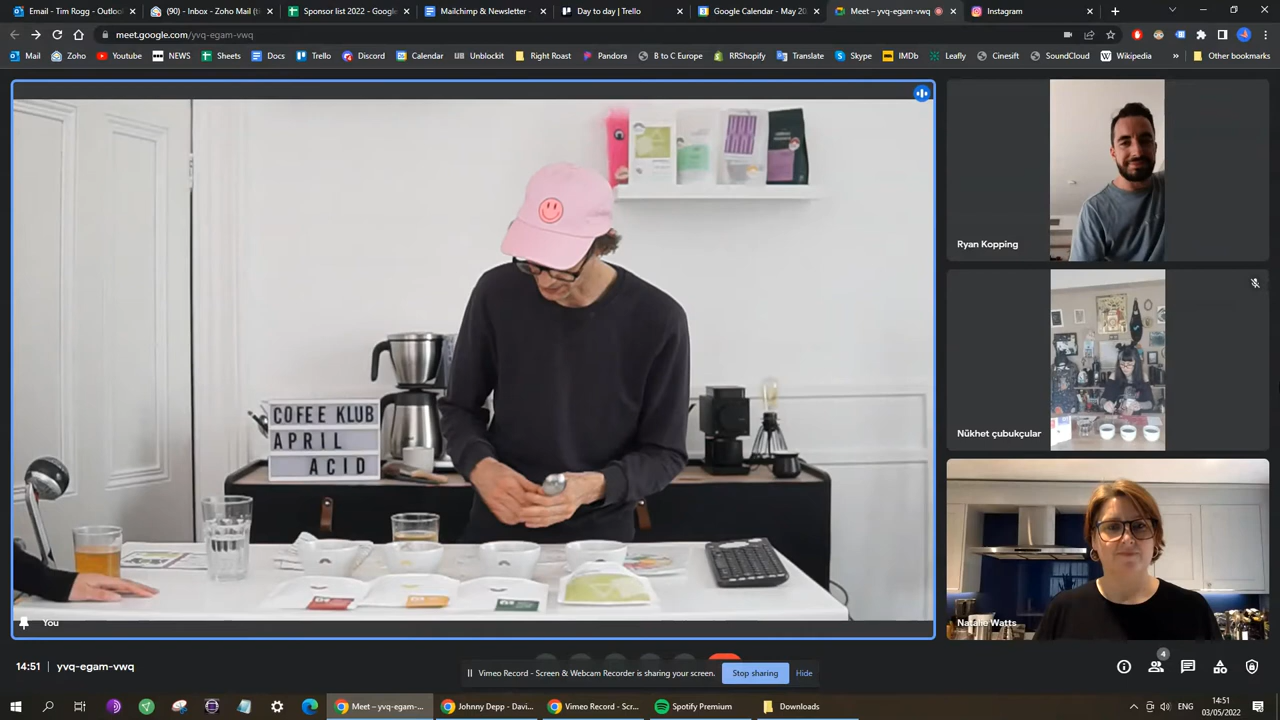 Email - Tim Rogg - Outloo
(90) - Inbox - Zoho Mail (ti
Sponsor list 2022 - Google
Mailchimp & Newsletter -
Day to day | Trello
Google Calendar - May 20
Meet – yvq-egam-vwq
Instagram
meet.google.com/yvq-egam-vwq
Mail
Zoho
Youtube
NEWS
Sheets
Docs
Trello
Discord
Calendar
Unblockit
Right Roast
Pandora
B to C Europe
RRShopify
Translate
Skype
IMDb
Leafly
Cinesift
SoundCloud
Wikipedia
»
Other bookmarks
COFEE KLUB
APRIL
ACID
You
Ryan Kopping
Nükhet çubukçular
Natalie Watts
14:51 | yvq-egam-vwq
Vimeo Record - Screen & Webcam Recorder is sharing your screen.
Stop sharing
Hide
4
Meet – yvq-egam-...
Johnny Depp - Davi...
Vimeo Record - Scr...
Spotify Premium
Downloads
14:51
03/05/2022